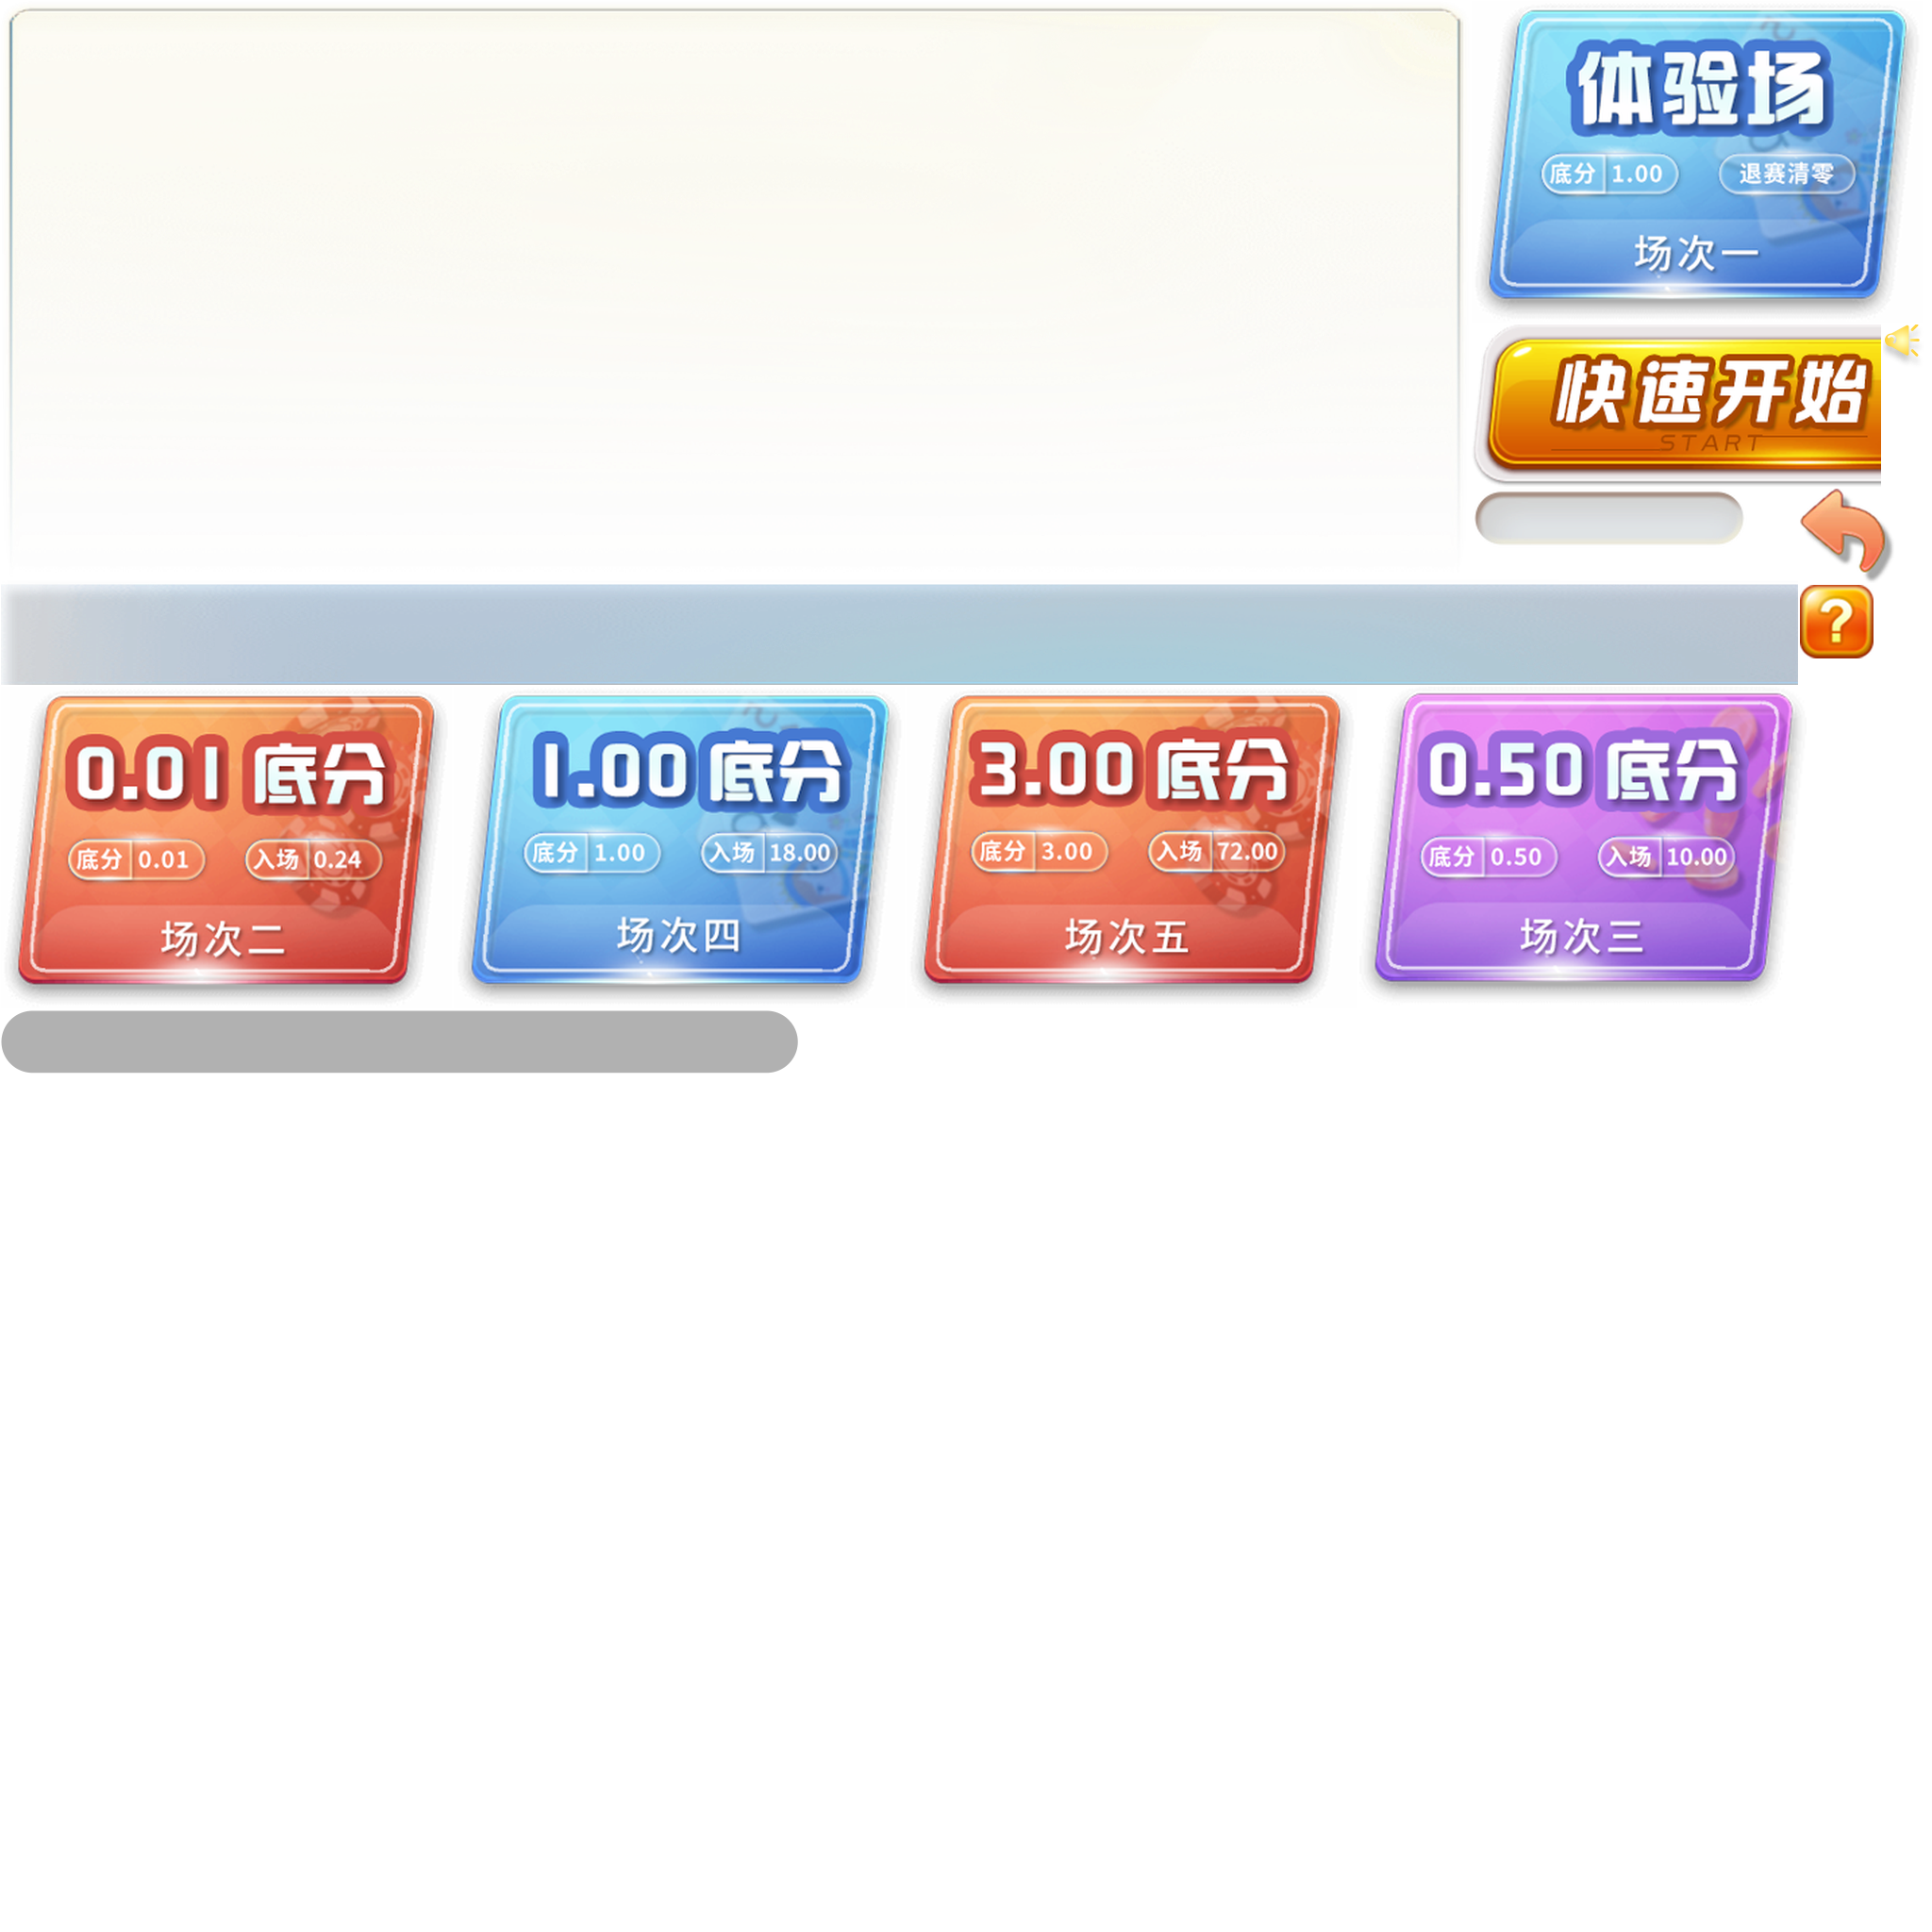 体验场
底分 1.00 退赛清零
场次一
快速开始
START
?
0.01 底分
底分 0.01 入场 0.24
场次二
1.00 底分
底分 1.00 入场 18.00
场次四
3.00 底分
底分 3.00 入场 72.00
场次五
0.50 底分
底分 0.50 入场 10.00
场次三